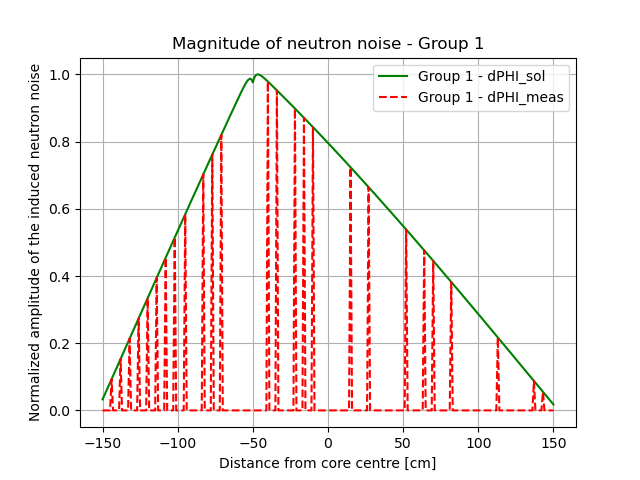 Magnitude of neutron noise - Group 1
Normalized amplitude of the induced neutron noise
1.0
0.8
0.6
0.4
0.2
0.0
Group 1 - dPHI_sol
Group 1 - dPHI_meas
−150
−100
−50
0
50
100
150
Distance from core centre [cm]